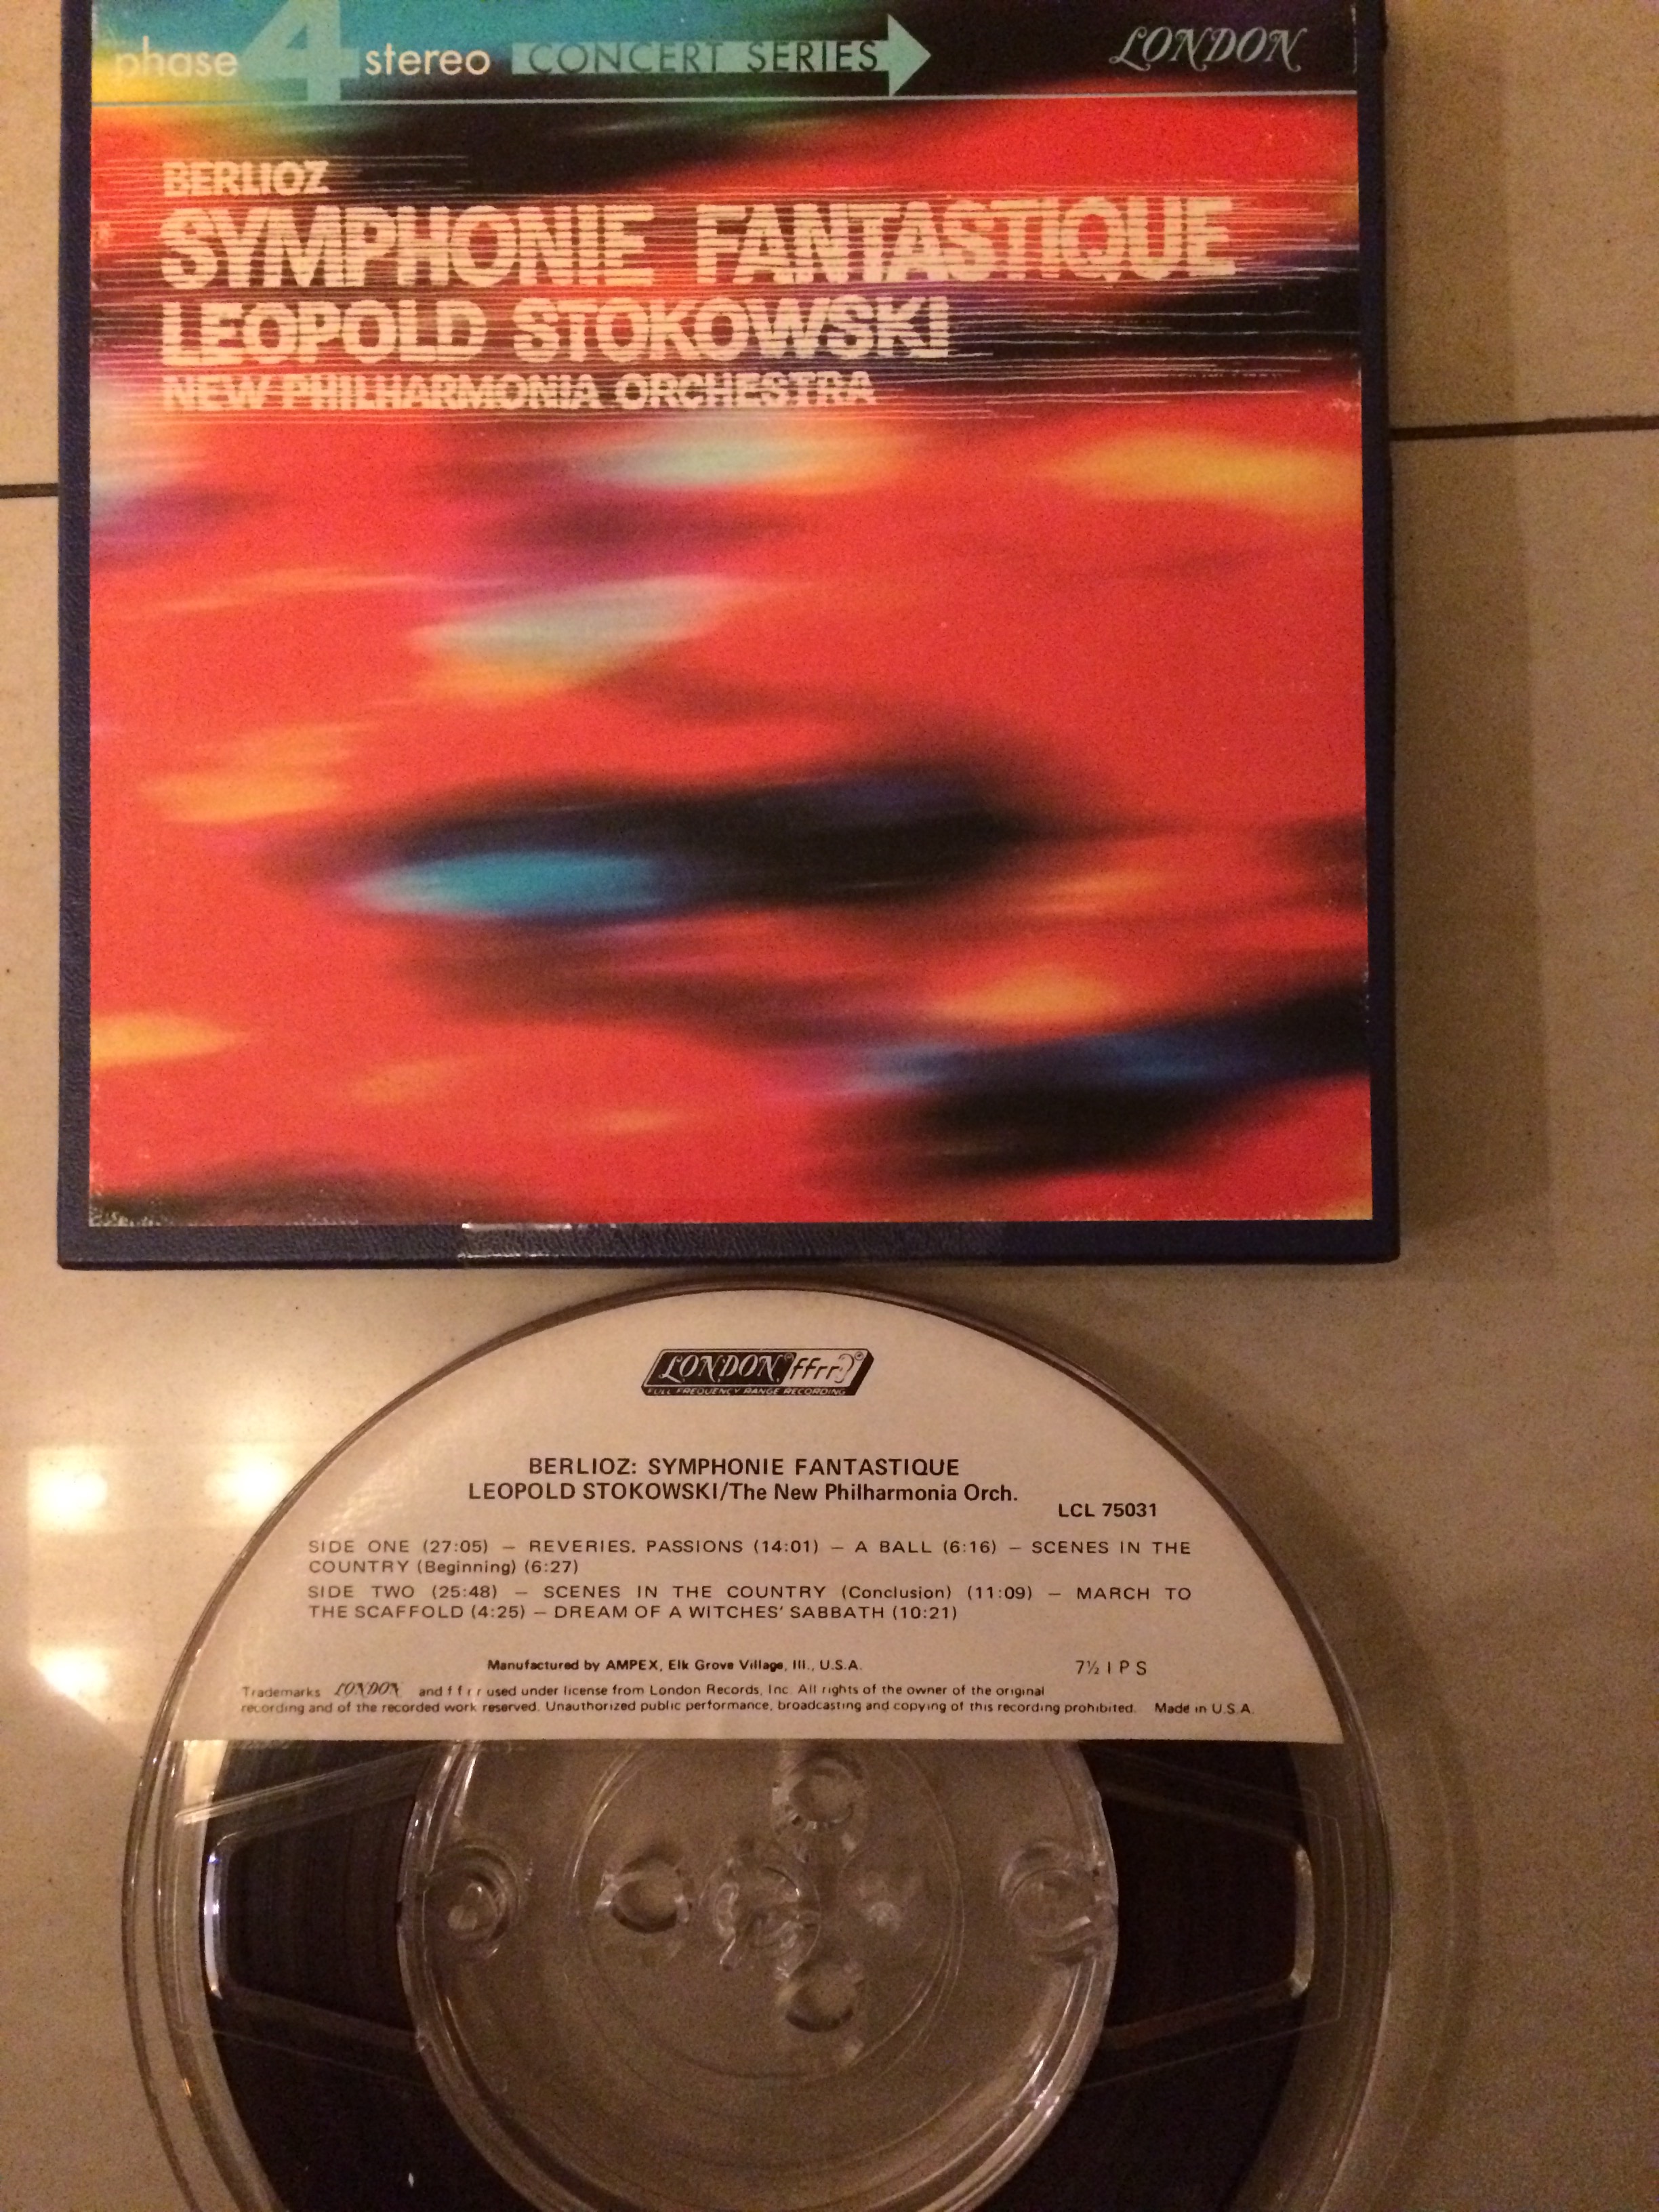 phase 4 stereo CONCERT SERIES LONDON
BERLIOZ
SYMPHONIE FANTASTIQUE
LEOPOLD STOKOWSKI
NEW PHILHARMONIA ORCHESTRA
LONDON ® ffrr ®
FULL FREQUENCY RANGE RECORDING
BERLIOZ: SYMPHONIE FANTASTIQUE
LEOPOLD STOKOWSKI/The New Philharmonia Orch.
LCL 75031
SIDE ONE (27:05) — REVERIES, PASSIONS (14:01) — A BALL (6:16) — SCENES IN THE
COUNTRY (Beginning) (6:27)
SIDE TWO (25:48) — SCENES IN THE COUNTRY (Conclusion) (11:09) — MARCH TO
THE SCAFFOLD (4:25) — DREAM OF A WITCHES' SABBATH (10:21)
Manufactured by AMPEX, Elk Grove Village, Ill., U.S.A. 7½ I P S
Trademarks LONDON and f f r r used under license from London Records, Inc. All rights of the owner of the original
recording and of the recorded work reserved. Unauthorized public performance, broadcasting and copying of this recording prohibited. Made in U.S.A.